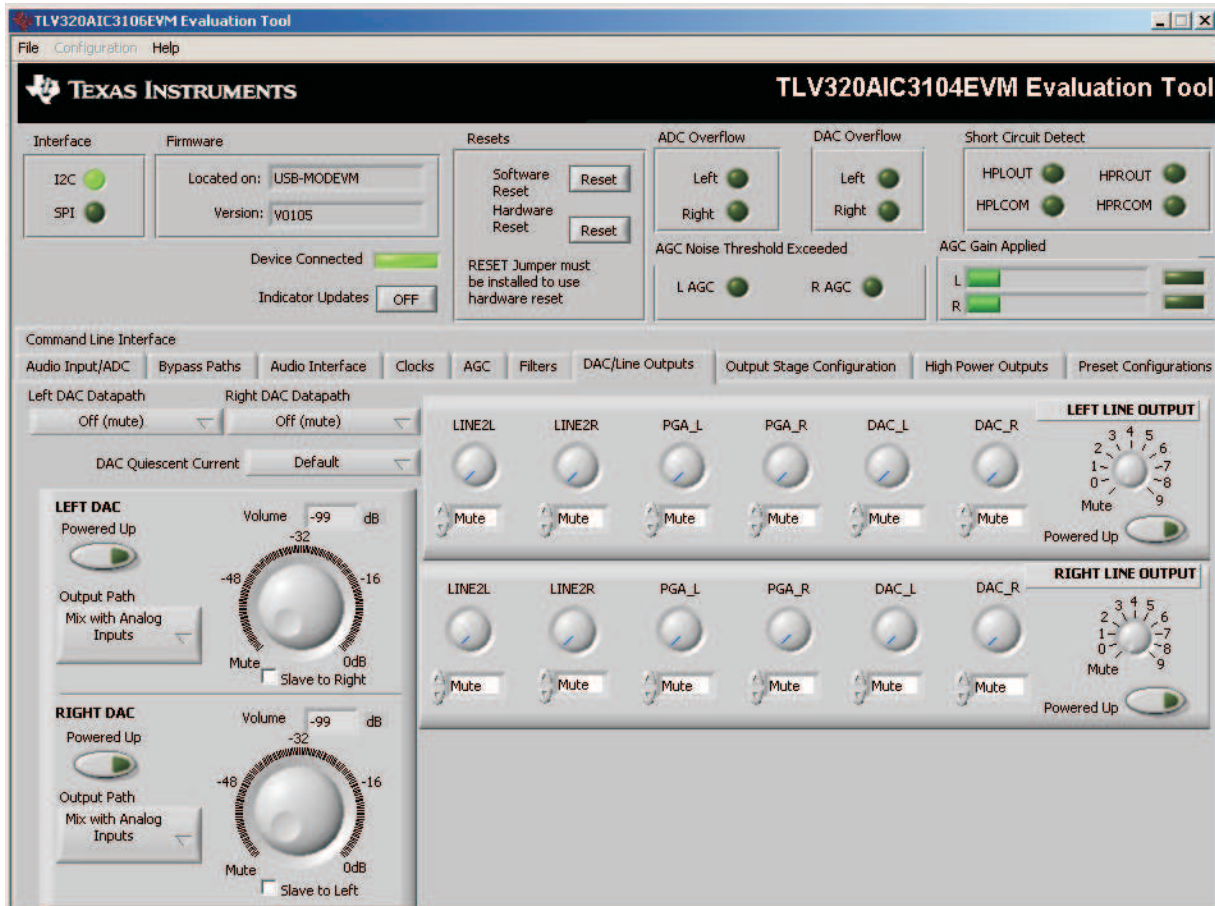 TLV320AIC3106EVM Evaluation Tool
File Configuration Help
TEXAS INSTRUMENTS
TLV320AIC3104EVM Evaluation Tool
Interface
I2C
SPI
Firmware
Located on: USB-MODEVM
Version: V0105
Device Connected
Indicator Updates OFF
Resets
Software Reset Reset
Hardware Reset Reset
RESET Jumper must
be installed to use
hardware reset
ADC Overflow
Left
Right
DAC Overflow
Left
Right
Short Circuit Detect
HPLOUT HPROUT
HPLCOM HPRCOM
AGC Noise Threshold Exceeded
L AGC R AGC
AGC Gain Applied
L
R
Command Line Interface
Audio Input/ADC Bypass Paths Audio Interface Clocks AGC Filters DAC/Line Outputs Output Stage Configuration High Power Outputs Preset Configurations
Left DAC Datapath Right DAC Datapath
Off (mute) Off (mute)
DAC Quiescent Current Default
LEFT DAC
Powered Up
Volume -99 dB
-32
-48 -16
Output Path
Mix with Analog
Inputs
Mute 0dB
Slave to Right
RIGHT DAC
Powered Up
Volume -99 dB
-32
-48 -16
Output Path
Mix with Analog
Inputs
Mute 0dB
Slave to Left
LEFT LINE OUTPUT
LINE2L LINE2R PGA_L PGA_R DAC_L DAC_R
Mute Mute Mute Mute Mute Mute
3 4 5
2 6
1 7
0 8
Mute 9
Powered Up
RIGHT LINE OUTPUT
LINE2L LINE2R PGA_L PGA_R DAC_L DAC_R
Mute Mute Mute Mute Mute Mute
3 4 5
2 6
1 7
0 8
Mute 9
Powered Up